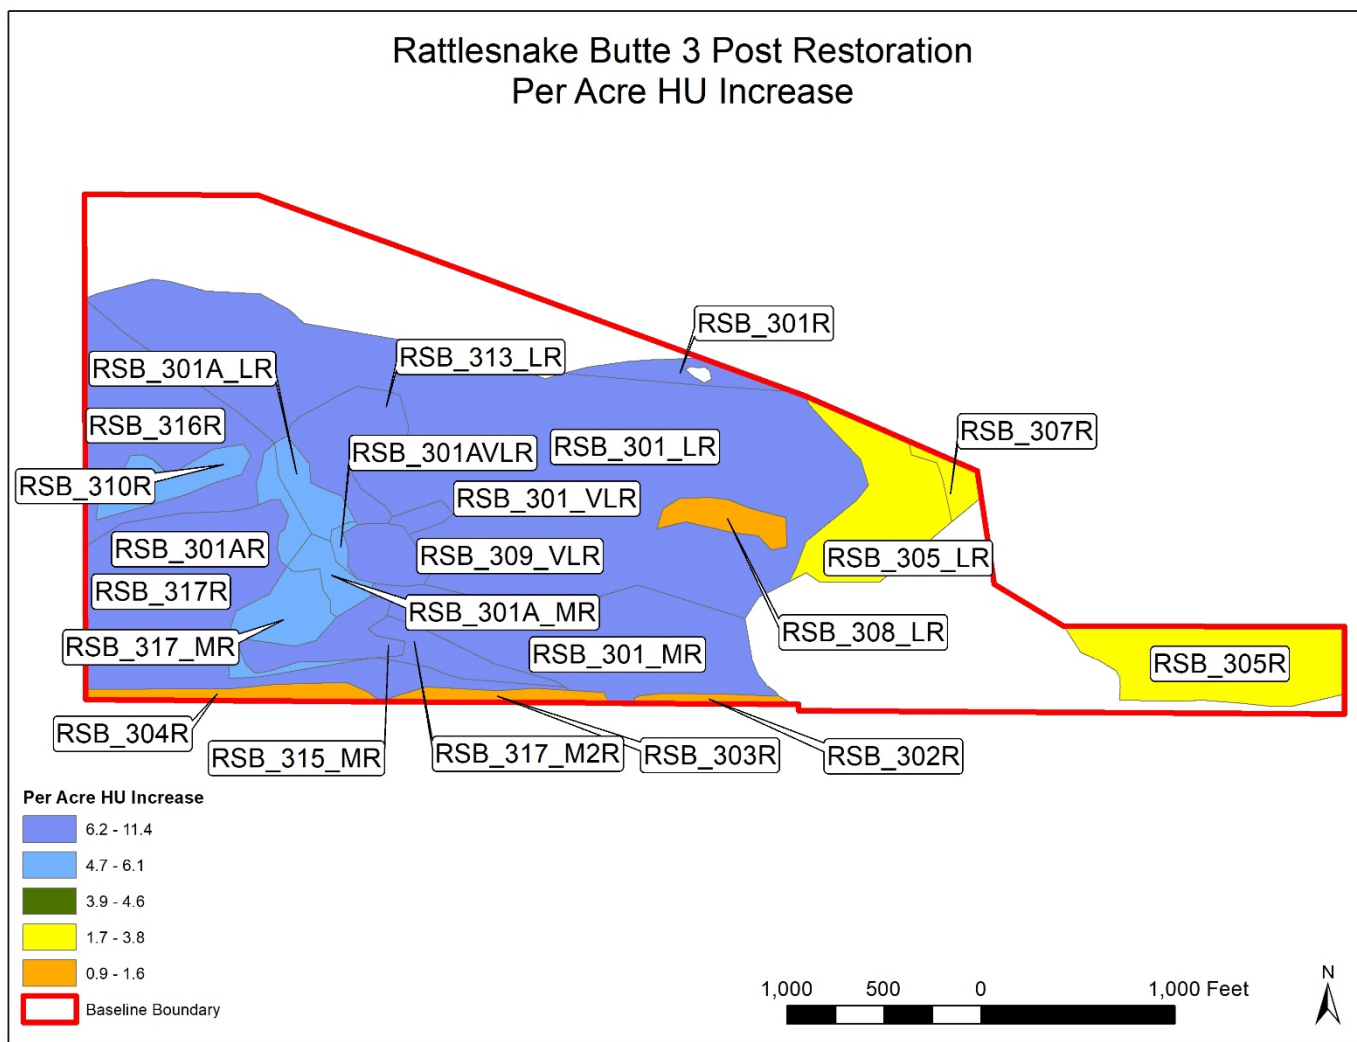 Rattlesnake Butte 3 Post Restoration
Per Acre HU Increase
RSB_301R
RSB_313_LR
RSB_301A_LR
RSB_316R
RSB_307R
RSB_301AVLR
RSB_301_LR
RSB_310R
RSB_301_VLR
RSB_301AR
RSB_309_VLR
RSB_305_LR
RSB_317R
RSB_301A_MR
RSB_308_LR
RSB_317_MR
RSB_301_MR
RSB_305R
RSB_304R
RSB_315_MR
RSB_317_M2R
RSB_303R
RSB_302R
Per Acre HU Increase
6.2 - 11.4
4.7 - 6.1
3.9 - 4.6
1.7 - 3.8
0.9 - 1.6
Baseline Boundary
1,000 500 0 1,000 Feet
N